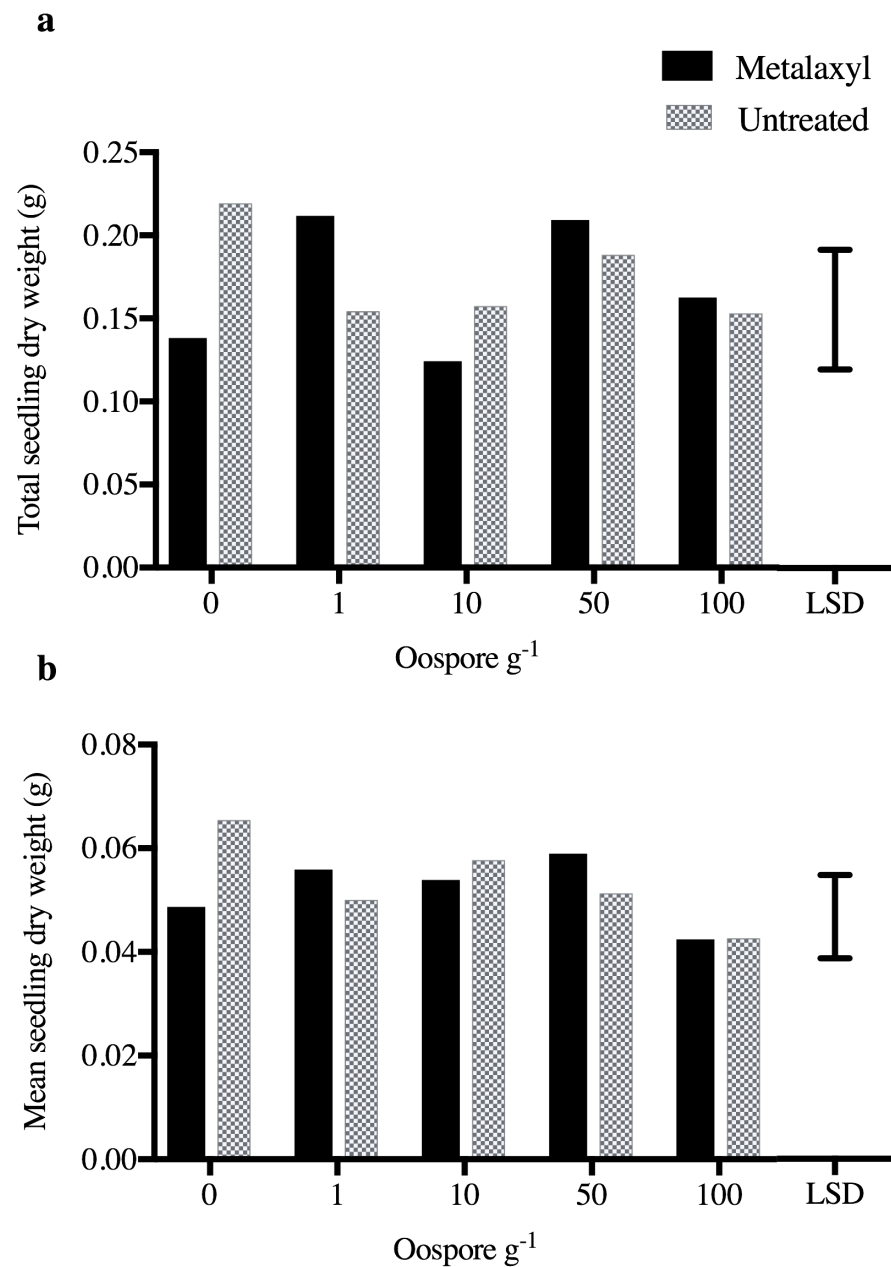 a
Metalaxyl
Untreated
Total seedling dry weight (g)
0.25
0.20
0.15
0.10
0.05
0.00
0 1 10 50 100 LSD
Oospore g⁻¹
b
Mean seedling dry weight (g)
0.08
0.06
0.04
0.02
0.00
0 1 10 50 100 LSD
Oospore g⁻¹